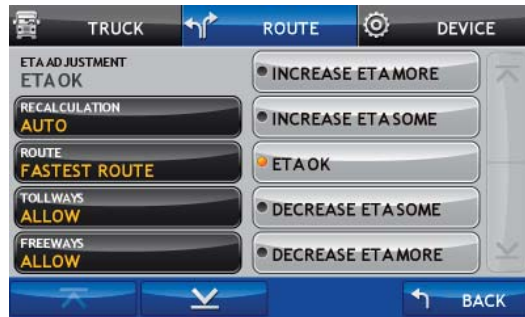 TRUCK
ROUTE
DEVICE
ETA ADJUSTMENT
ETA OK
RECALCULATION
AUTO
ROUTE
FASTEST ROUTE
TOLLWAYS
ALLOW
FREEWAYS
ALLOW
INCREASE ETA MORE
INCREASE ETA SOME
ETA OK
DECREASE ETA SOME
DECREASE ETA MORE
BACK